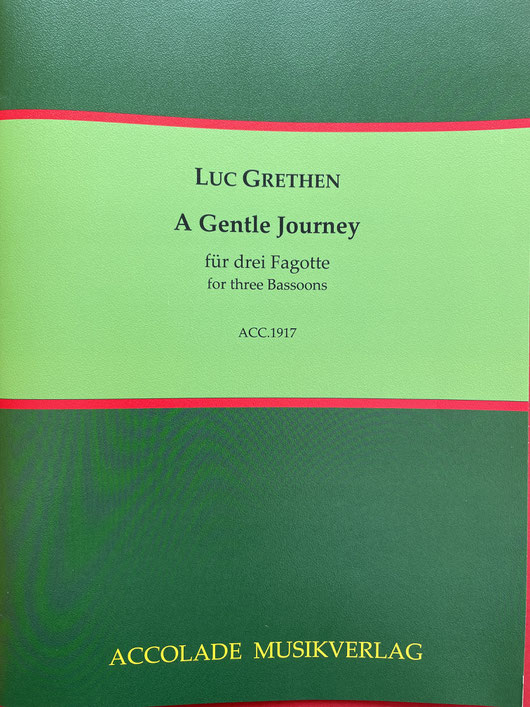 LUC GRETHEN
A Gentle Journey
für drei Fagotte
for three Bassoons
ACC.1917
ACCOLADE MUSIKVERLAG